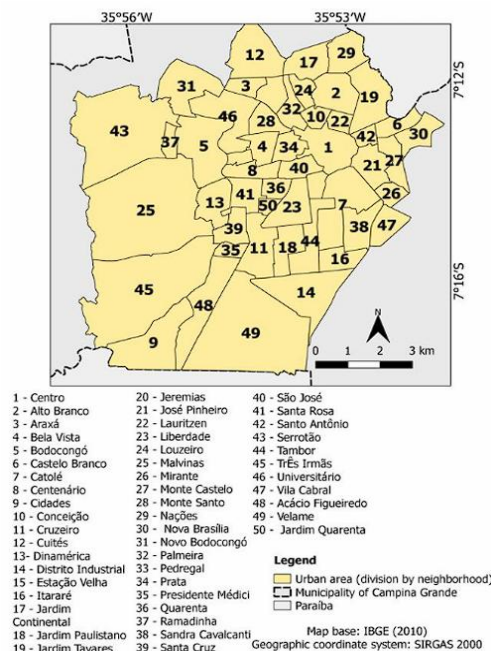 35°56'W 35°53'W
7°12'S
7°16'S
12 17 29
31 3 24 2 19
46 32
43 28 10 22
6
37 5 4 34 1 42 30
8 40 21 27
25 13 41 36 26
50 23 7
39 47
35 11 18 44 38
16
45 48 14
9 49
N
0 1 2 3 km
1 - Centro
2 - Alto Branco
3 - Araxá
4 - Bela Vista
5 - Bodocongó
6 - Castelo Branco
7 - Catolé
8 - Centenário
9 - Cidades
10 - Conceição
11 - Cruzeiro
12 - Cuités
13- Dinamérica
14 - Distrito Industrial
15 - Estação Velha
16 - Itararé
17 - Jardim
Continental
18 - Jardim Paulistano
19 - Jardim Tavares
20 - Jeremias
21 - José Pinheiro
22 - Lauritzen
23 - Liberdade
24 - Louzeiro
25 - Malvinas
26 - Mirante
27 - Monte Castelo
28 - Monte Santo
29 - Nações
30 - Nova Brasília
31 - Novo Bodocongó
32 - Palmeira
33 - Pedregal
34 - Prata
35 - Presidente Médici
36 - Quarenta
37 - Ramadinha
38 - Sandra Cavalcanti
39 - Santa Cruz
40 - São José
41 - Santa Rosa
42 - Santo Antônio
43 - Serrotão
44 - Tambor
45 - TrÊs Irmãs
46 - Universitário
47 - Vila Cabral
48 - Acácio Figueiredo
49 - Velame
50 - Jardim Quarenta
Legend
Urban area (division by neighborhood)
Municipality of Campina Grande
Paraíba
Map base: IBGE (2010)
Geographic coordinate system: SIRGAS 2000